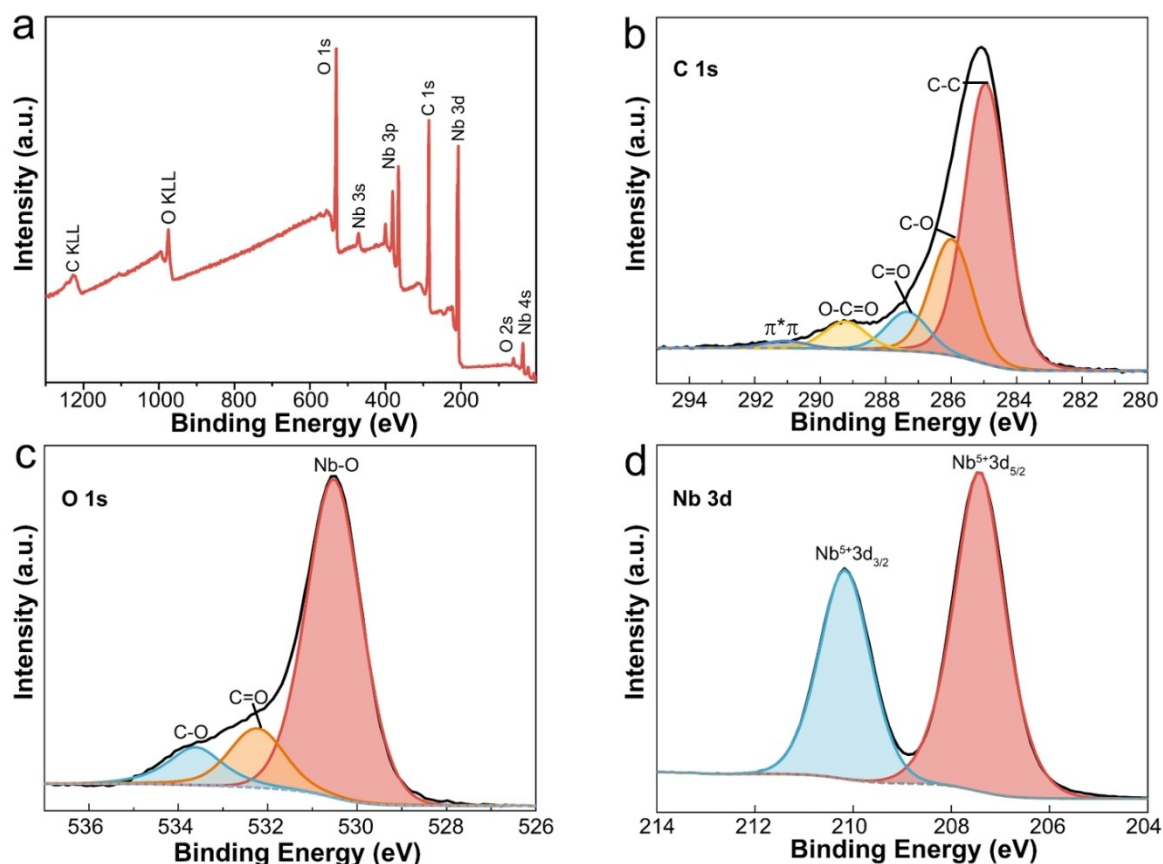 a
Intensity (a.u.)
C KLL
O KLL
O 1s
Nb 3s
Nb 3p
C 1s
Nb 3d
O 2s
Nb 4s
1200 1000 800 600 400 200
Binding Energy (eV)
b
C 1s
Intensity (a.u.)
C-C
C-O
C=O
O-C=O
π*π
294 292 290 288 286 284 282 280
Binding Energy (eV)
c
O 1s
Intensity (a.u.)
Nb-O
C=O
C-O
536 534 532 530 528 526
Binding Energy (eV)
d
Nb 3d
Intensity (a.u.)
Nb⁵⁺3d₅/₂
Nb⁵⁺3d₃/₂
214 212 210 208 206 204
Binding Energy (eV)